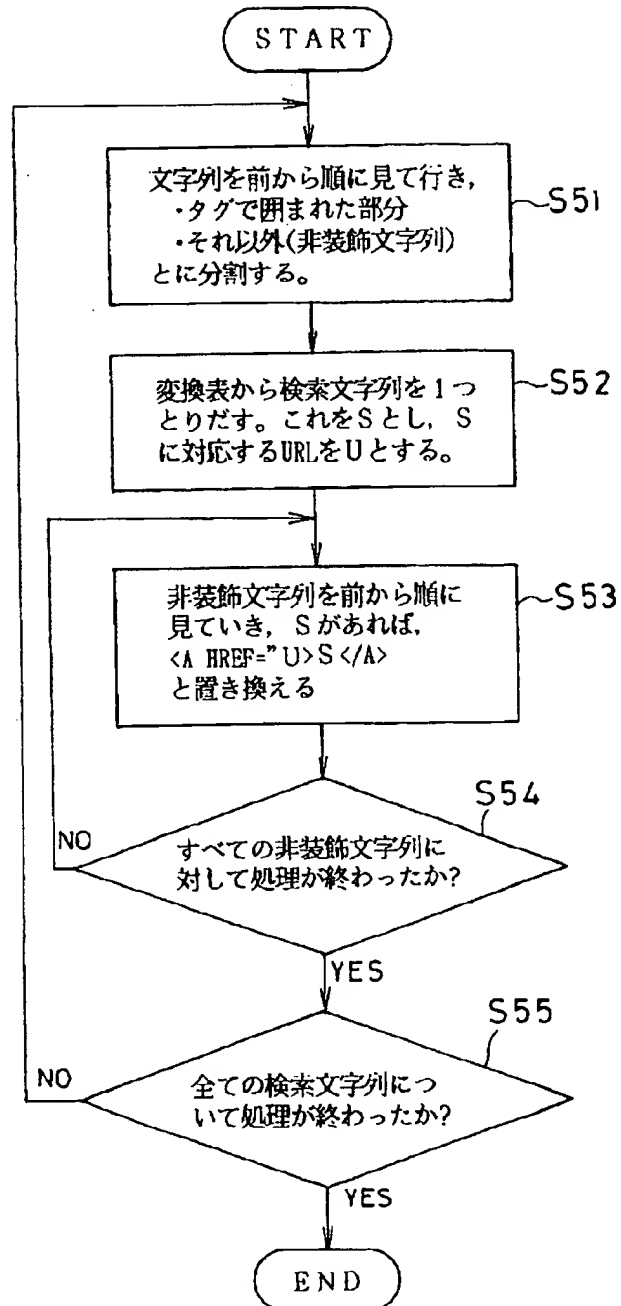 START
文字列を前から順に見て行き,
・タグで囲まれた部分
・それ以外(非装飾文字列)
とに分割する。
S51
変換表から検索文字列を1つ
とりだす。これをSとし, S
に対応するURLをUとする。
S52
非装飾文字列を前から順に
見ていき, Sがあれば,
<A HREF="U>S</A>
と置き換える
S53
すべての非装飾文字列に
対して処理が終わったか?
S54
NO
YES
全ての検索文字列につ
いて処理が終わったか?
S55
NO
YES
END